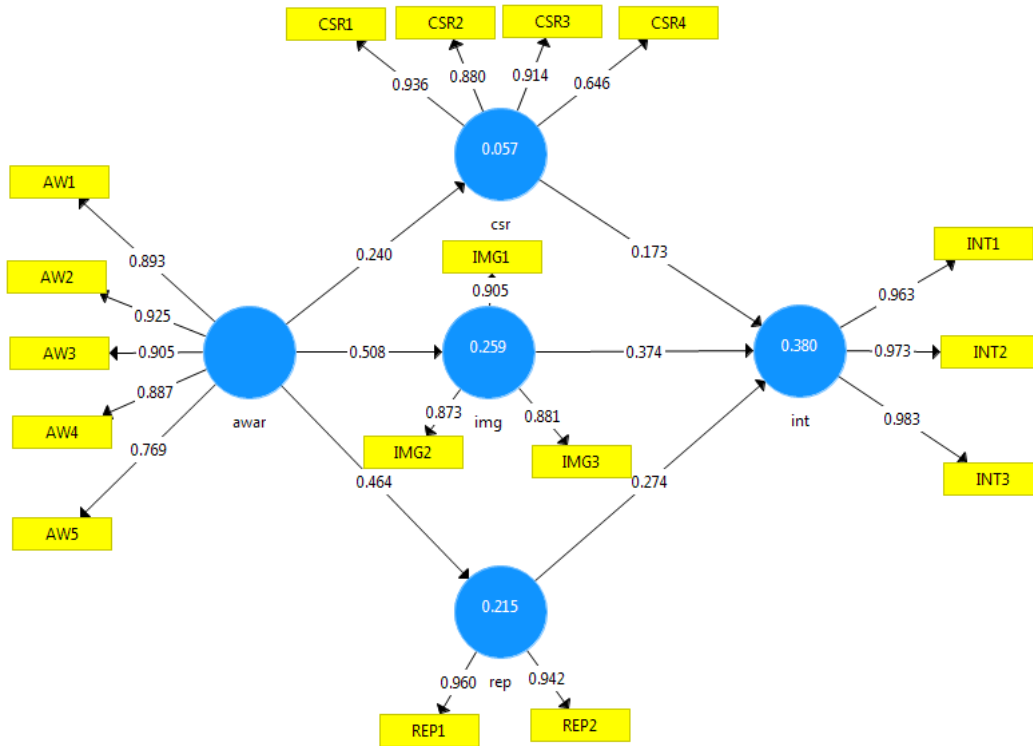 CSR1 CSR2 CSR3 CSR4
0.936 0.880 0.914 0.646
0.057
csr
AW1
AW2
AW3
AW4
AW5
0.893
0.925
0.905
0.887
0.769
awar
0.240
0.508
0.464
IMG1
0.905
0.259
img
0.873 0.881
IMG2 IMG3
0.173
0.374
0.274
0.380
int
0.963
0.973
0.983
INT1
INT2
INT3
0.215
rep
0.960 0.942
REP1 REP2